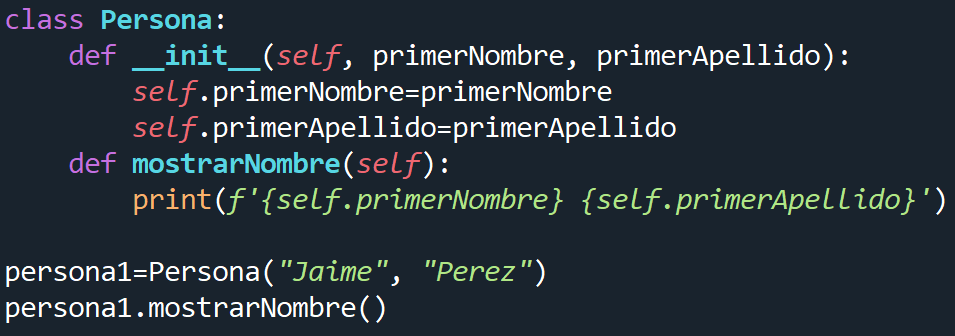 class Persona:
    def __init__(self, primerNombre, primerApellido):
        self.primerNombre=primerNombre
        self.primerApellido=primerApellido
    def mostrarNombre(self):
        print(f'{self.primerNombre} {self.primerApellido}')

persona1=Persona("Jaime", "Perez")
persona1.mostrarNombre()